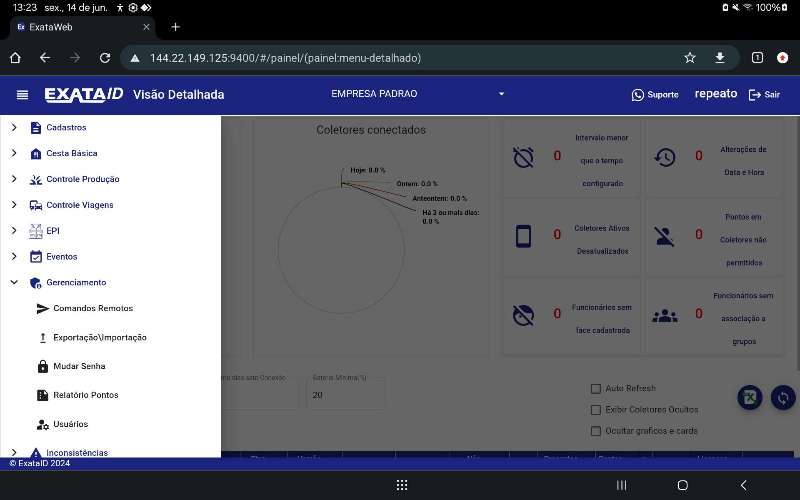 13:23 sex., 14 de jun. 100%
ExataWeb
144.22.149.125:9400/#/painel/(painel:menu-detalhado)
EXATAID Visão Detalhada EMPRESA PADRAO Suporte repeato Sair
Cadastros
Cesta Básica
Controle Produção
Controle Viagens
EPI
Eventos
Gerenciamento
Comandos Remotos
Exportação\Importação
Mudar Senha
Relatório Pontos
Usuários
Inconsistências
Coletores conectados
Hoje: 0.0 %
Ontem: 0.0 %
Anteontem: 0.0 %
Há 3 ou mais dias:
0.0 %
0 Intervalo menor
que o tempo
configurado
0 Alterações de
Data e Hora
0 Coletores Ativos
Desatualizados
0 Pontos em
Coletores não
permitidos
0 Funcionários sem
face cadastrada
0 Funcionários sem
associação a
grupos
dias sem Conexão
Bateria Mínima(%)
20
Auto Refresh
Exibir Coletores Ocultos
Ocultar graficos e cards
© ExataID 2024